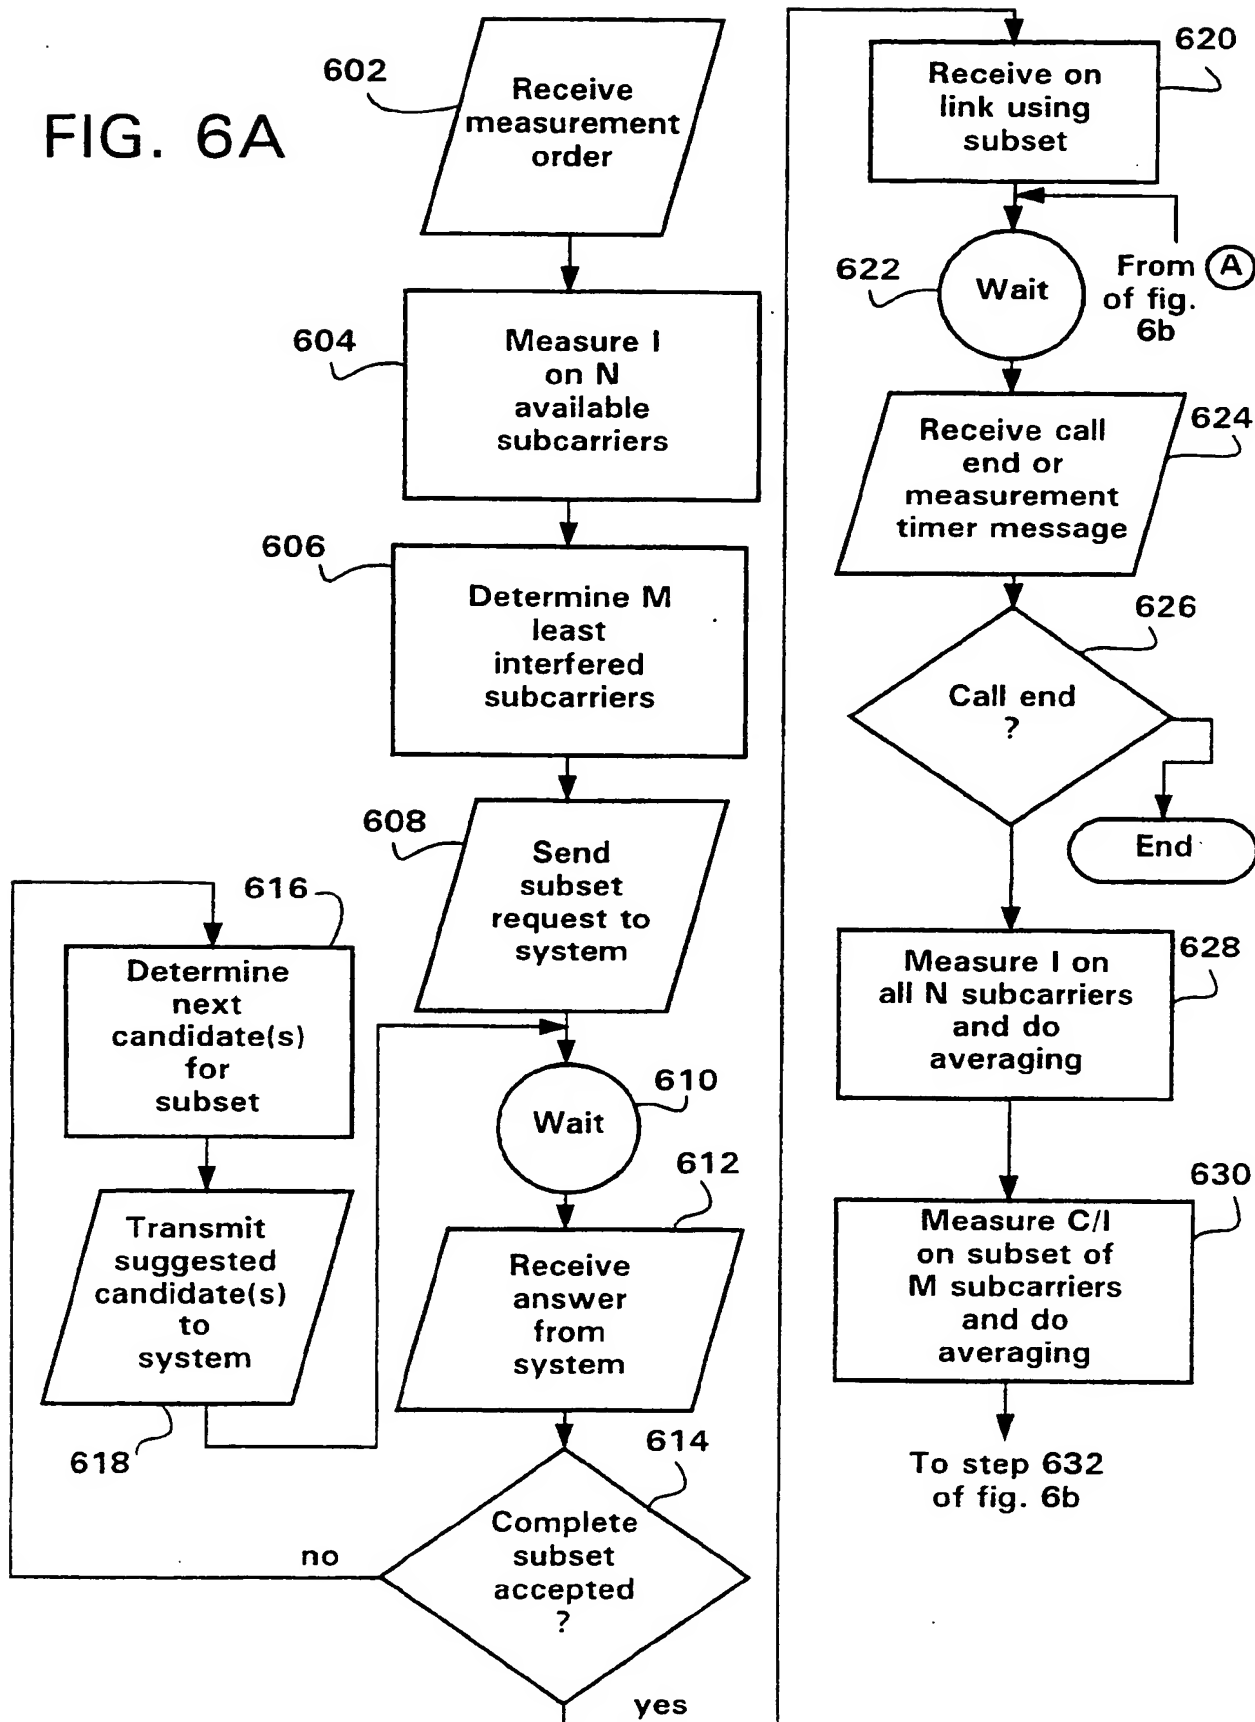 FIG. 6A
602
Receive
measurement
order
604
Measure I
on N
available
subcarriers
606
Determine M
least
interfered
subcarriers
608
Send
subset
request to
system
616
Determine
next
candidate(s)
for
subset
610
Wait
Transmit
suggested
candidate(s)
to
system
618
612
Receive
answer
from
system
614
Complete
subset
accepted
?
no
yes
620
Receive on
link using
subset
622
Wait
From A
of fig.
6b
624
Receive call
end or
measurement
timer message
626
Call end
?
End
628
Measure I on
all N subcarriers
and do
averaging
630
Measure C/I
on subset of
M subcarriers
and do
averaging
To step 632
of fig. 6b